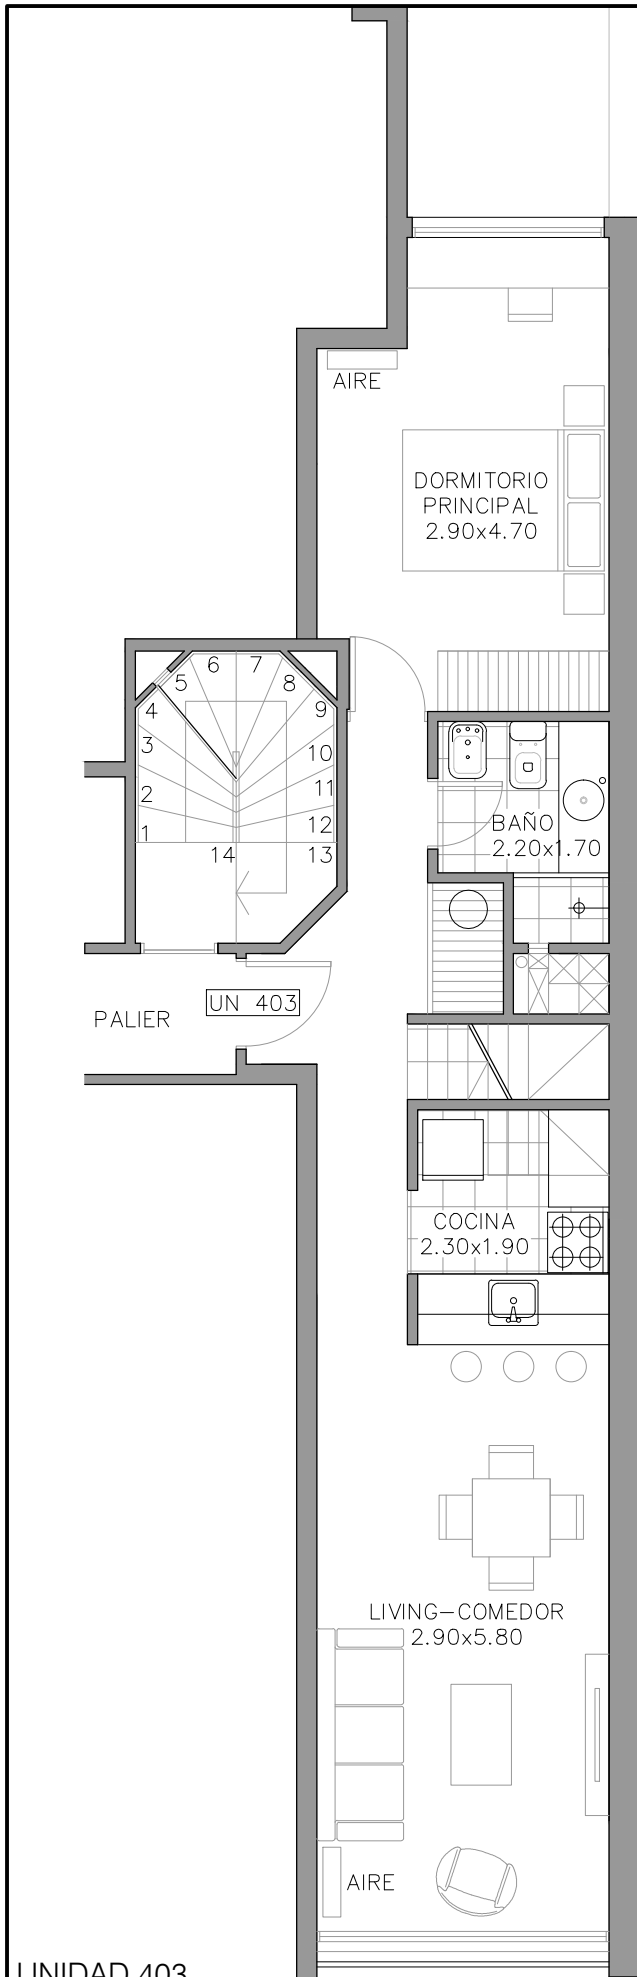 AIRE
DORMITORIO
PRINCIPAL
2.90x4.70
6 7
5 8
4 9
3 10
2 11
1 12
14 13
BAÑO
2.20x1.70
UN 403
PALIER
COCINA
2.30x1.90
LIVING-COMEDOR
2.90x5.80
AIRE
UNIDAD 403